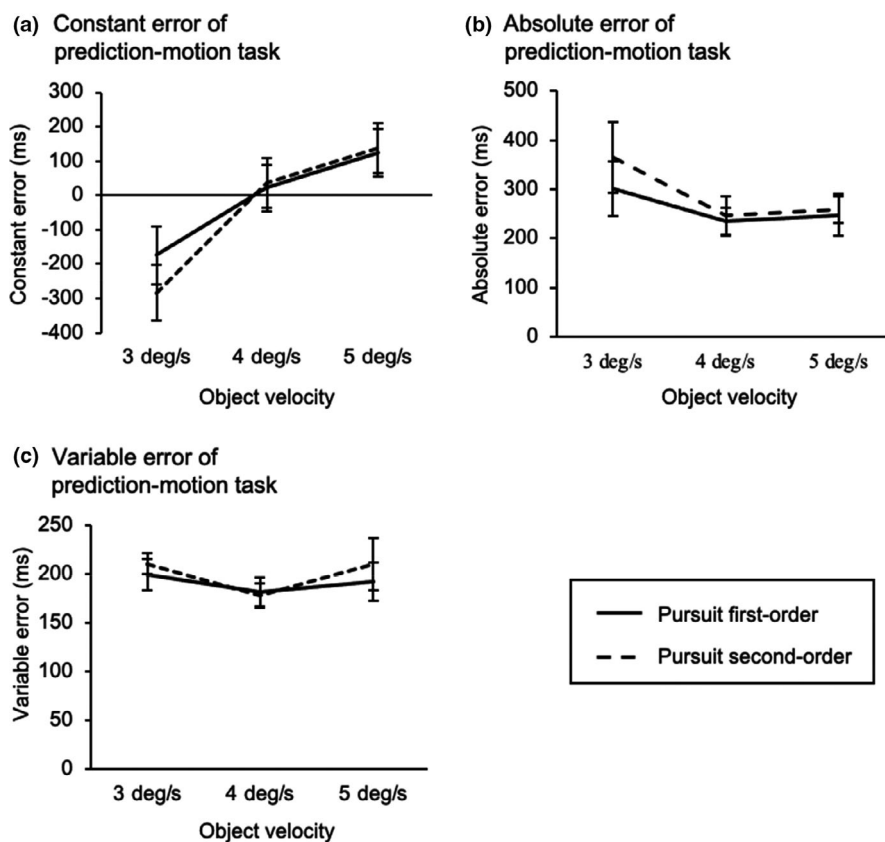 (a) Constant error of
prediction-motion task
300
200
100
0
-100
-200
-300
-400
Constant error (ms)
3 deg/s 4 deg/s 5 deg/s
Object velocity
(b) Absolute error of
prediction-motion task
500
400
300
200
100
0
Absolute error (ms)
3 deg/s 4 deg/s 5 deg/s
Object velocity
(c) Variable error of
prediction-motion task
250
200
150
100
50
0
Variable error (ms)
3 deg/s 4 deg/s 5 deg/s
Object velocity
Pursuit first-order
Pursuit second-order